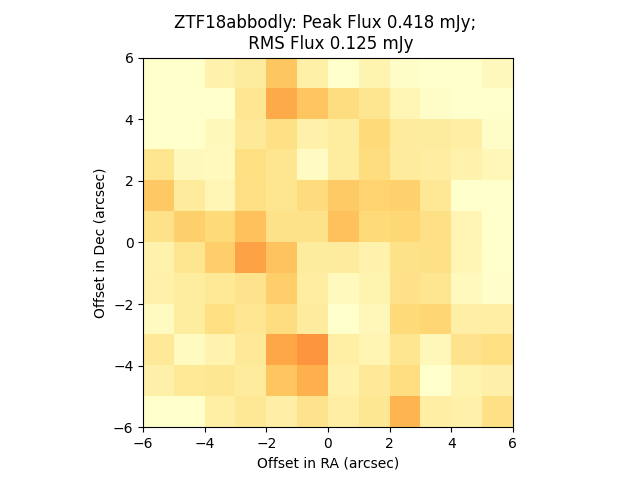 ZTF18abbodly: Peak Flux 0.418 mJy;
RMS Flux 0.125 mJy
6
4
2
0
−2
−4
−6
Offset in Dec (arcsec)
−6 −4 −2 0 2 4 6
Offset in RA (arcsec)